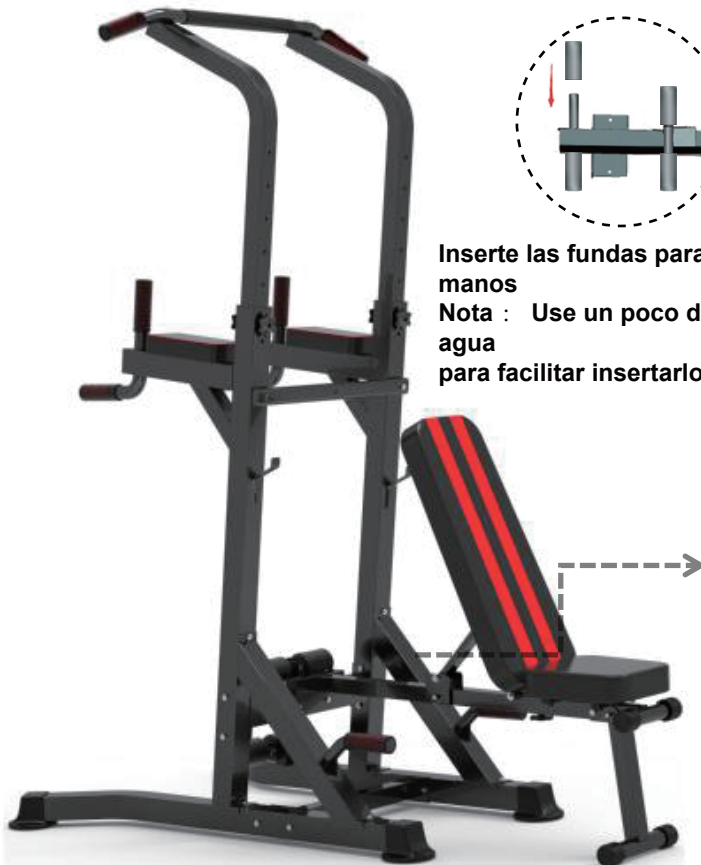 Inserte las fundas para
manos
Nota： Use un poco d
agua
para facilitar insertarlo